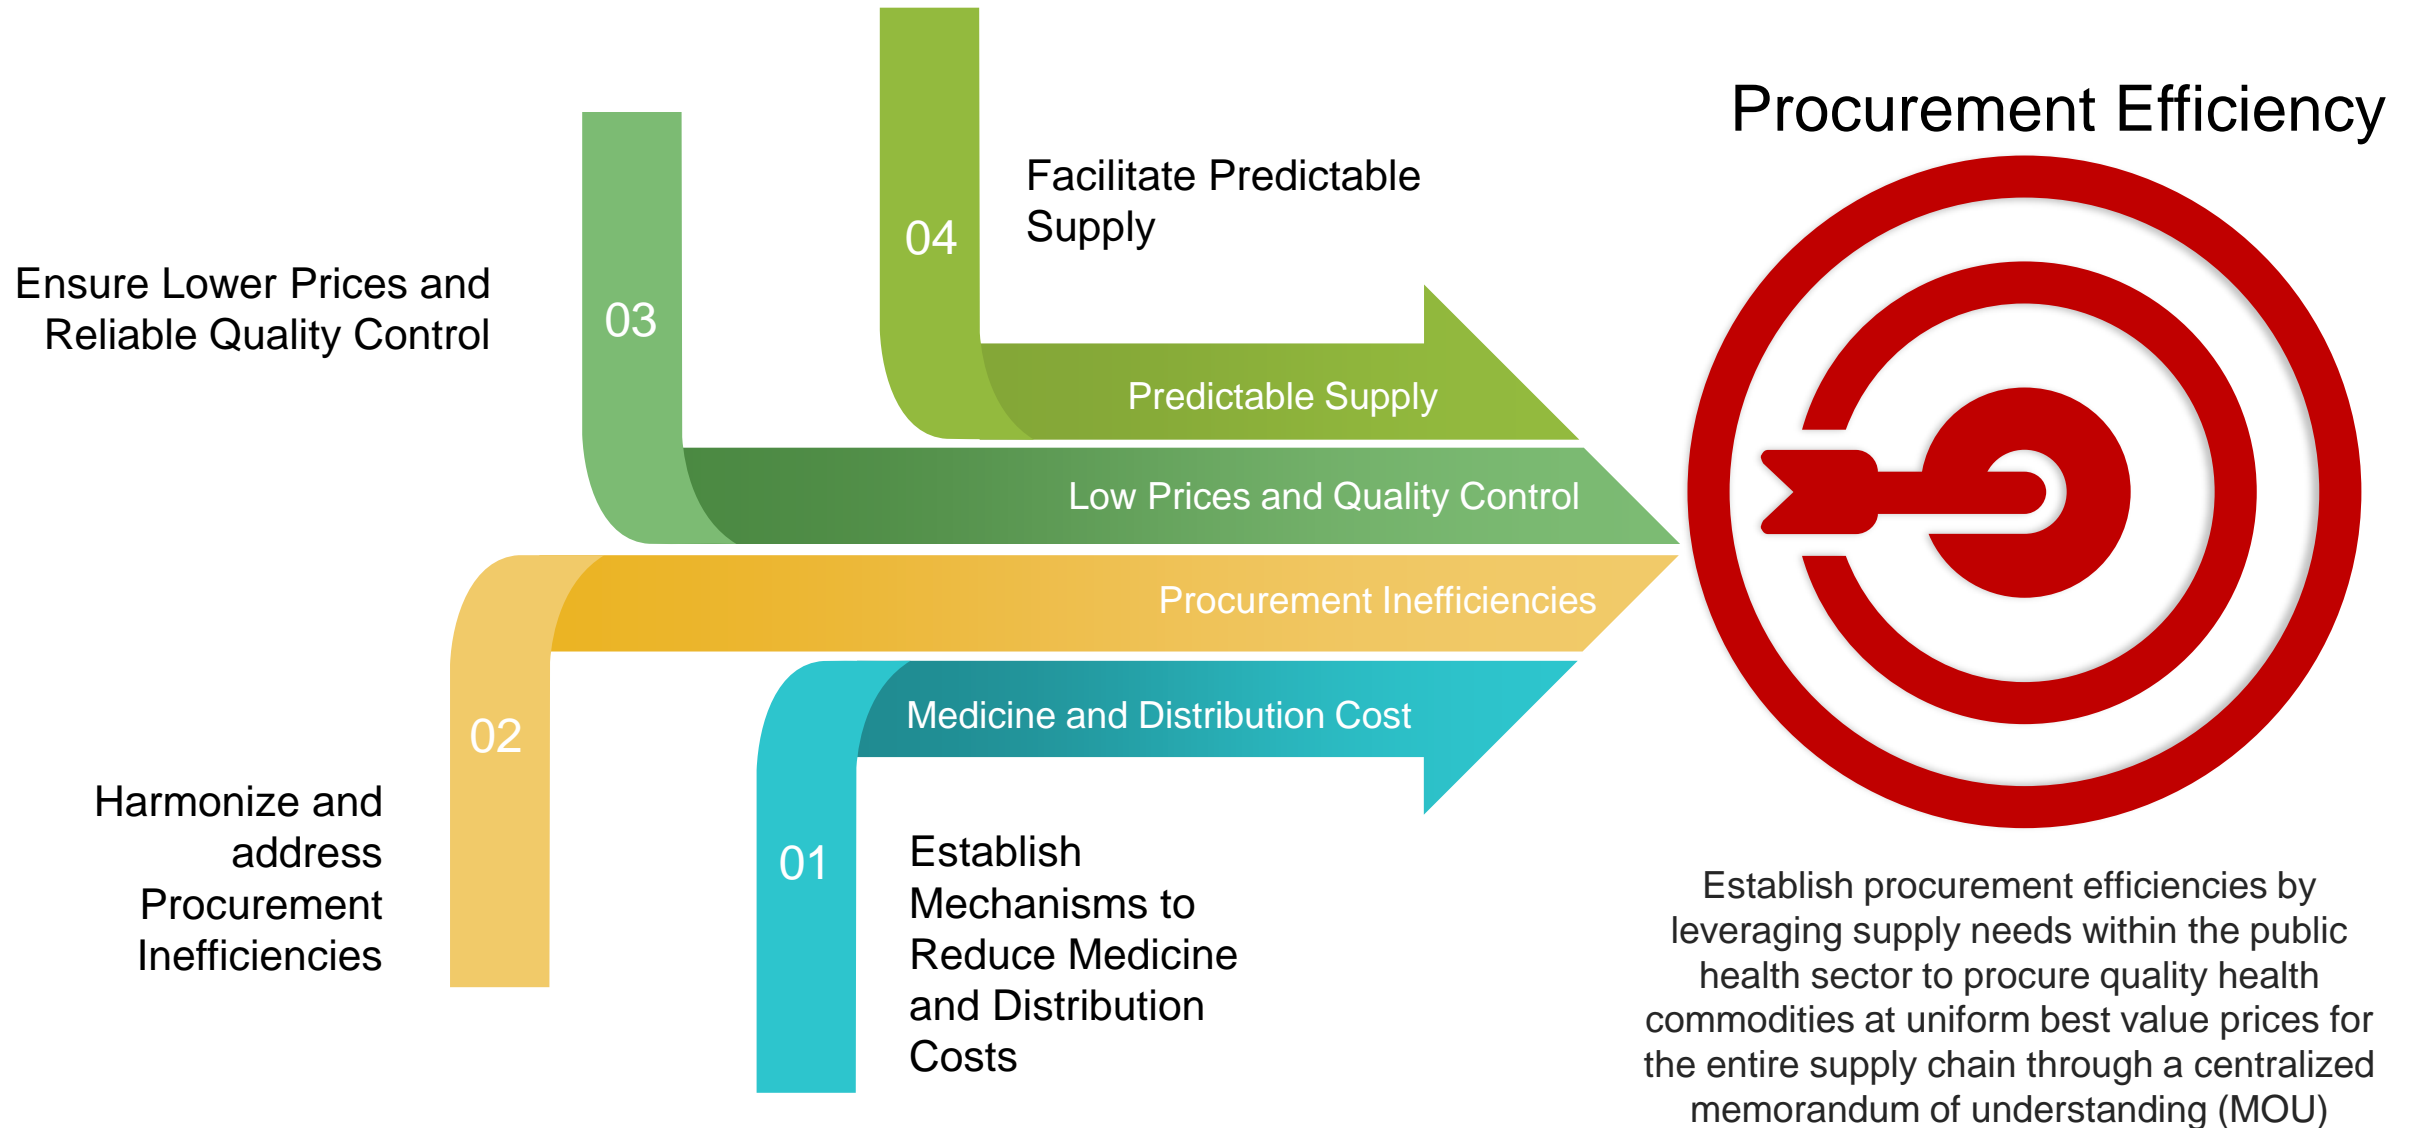 Procurement Efficiency
04
Facilitate Predictable
Supply
Ensure Lower Prices and
Reliable Quality Control
03
Predictable Supply
Low Prices and Quality Control
Procurement Inefficiencies
Medicine and Distribution Cost
02
Harmonize and
address
Procurement
Inefficiencies
01
Establish
Mechanisms to
Reduce Medicine
and Distribution
Costs
Establish procurement efficiencies by
leveraging supply needs within the public
health sector to procure quality health
commodities at uniform best value prices for
the entire supply chain through a centralized
memorandum of understanding (MOU)